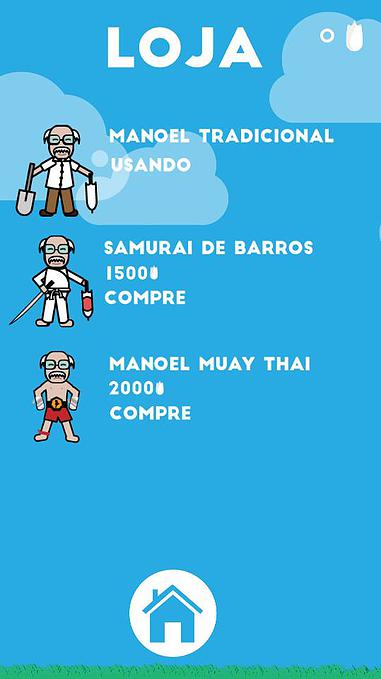 LOJA
0
MANOEL TRADICIONAL
USANDO
SAMURAI DE BARROS
1500
COMPRE
MANOEL MUAY THAI
2000
COMPRE